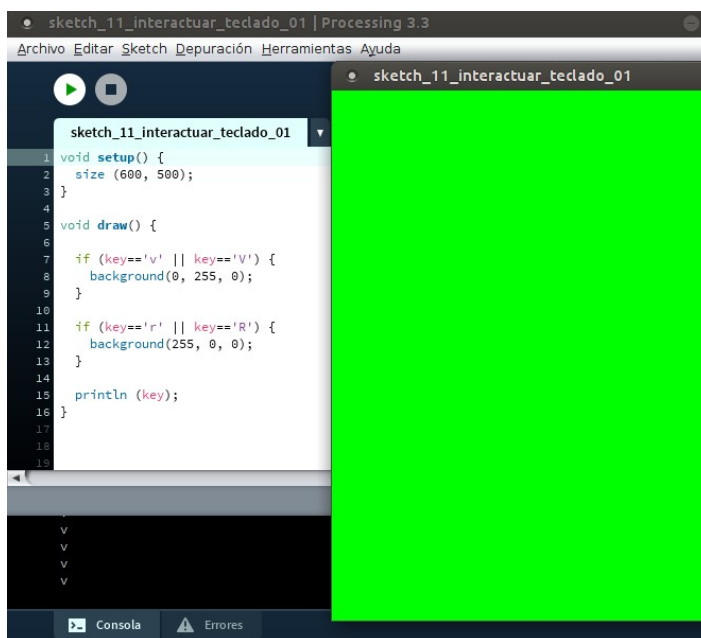 sketch_11_interactuar_teclado_01 | Processing 3.3
Archivo Editar Sketch Depuración Herramientas Ayuda
sketch_11_interactuar_teclado_01
sketch_11_interactuar_teclado_01
1 void setup() {
2 size (600, 500);
3 }
4
5 void draw() {
6
7 if (key=='v' || key=='V') {
8 background(0, 255, 0);
9 }
10
11 if (key=='r' || key=='R') {
12 background(255, 0, 0);
13 }
14
15 println (key);
16 }
17
18
19
v
v
v
v
Consola Errores